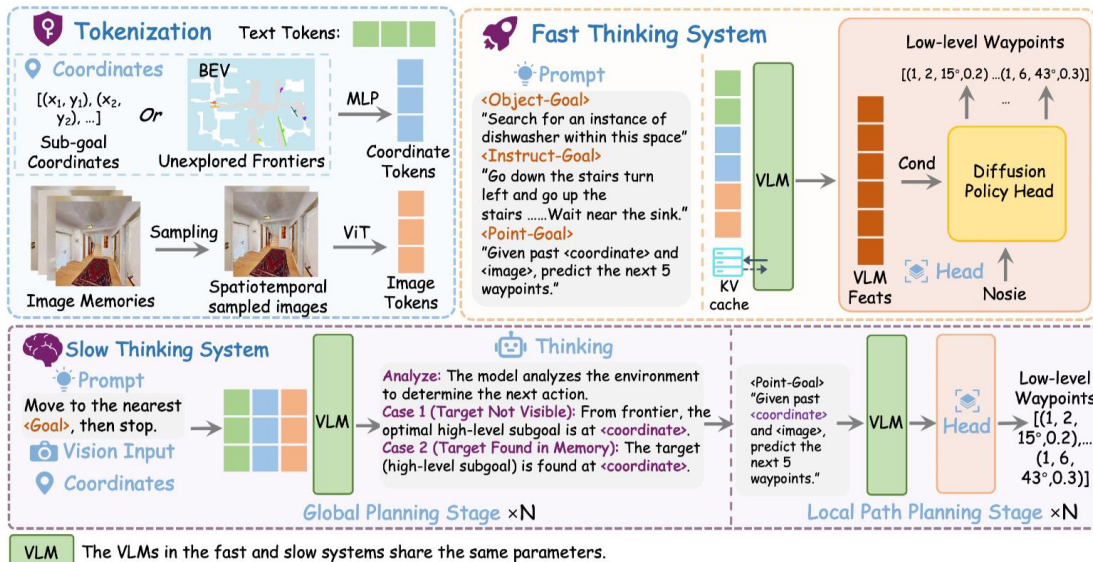 Tokenization
Text Tokens:
Coordinates
[(x₁, y₁), (x₂,
y₂), ...]
Or
Sub-goal
Coordinates
BEV
Unexplored Frontiers
MLP
Coordinate
Tokens
Sampling
ViT
Image Memories
Spatiotemporal
sampled images
Image
Tokens
Fast Thinking System
Prompt
<Object-Goal>
"Search for an instance of
dishwasher within this space"
<Instruct-Goal>
"Go down the stairs turn
left and go up the
stairs ......Wait near the sink."
<Point-Goal>
"Given past <coordinate> and
<image>, predict the next 5
waypoints."
KV
cache
VLM
VLM
Feats
Low-level Waypoints
[(1, 2, 15°,0.2) ...(1, 6, 43°,0.3)]
...
Cond
Diffusion
Policy Head
Head
Nosie
Slow Thinking System
Prompt
Move to the nearest
<Goal>, then stop.
Vision Input
Coordinates
VLM
Thinking
Analyze: The model analyzes the environment
to determine the next action.
Case 1 (Target Not Visible): From frontier, the
optimal high-level subgoal is at <coordinate>.
Case 2 (Target Found in Memory): The target
(high-level subgoal) is found at <coordinate>.
Global Planning Stage ×N
<Point-Goal>
"Given past
<coordinate>
and <image>,
predict the
next 5
waypoints."
VLM
Head
Low-level
Waypoints
[(1, 2,
15°,0.2),...
(1, 6,
43°,0.3)]
Local Path Planning Stage ×N
VLM
The VLMs in the fast and slow systems share the same parameters.